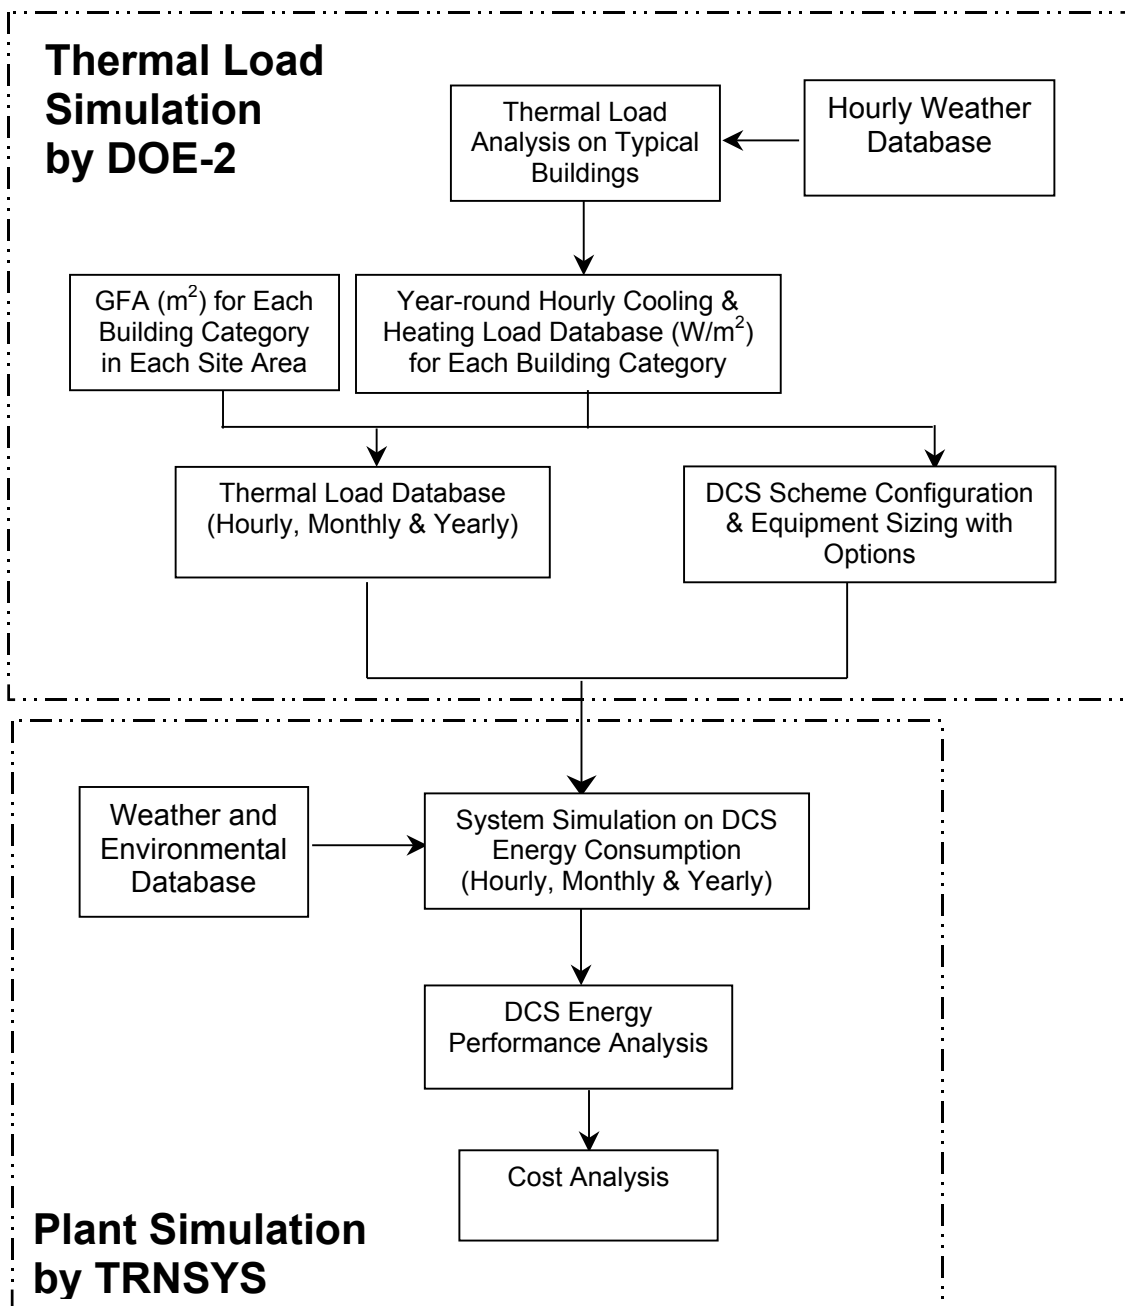 Thermal Load
Simulation
by DOE-2
Thermal Load
Analysis on Typical
Buildings
Hourly Weather
Database
GFA (m²) for Each
Building Category
in Each Site Area
Year-round Hourly Cooling &
Heating Load Database (W/m²)
for Each Building Category
Thermal Load Database
(Hourly, Monthly & Yearly)
DCS Scheme Configuration
& Equipment Sizing with
Options
Weather and
Environmental
Database
System Simulation on DCS
Energy Consumption
(Hourly, Monthly & Yearly)
DCS Energy
Performance Analysis
Cost Analysis
Plant Simulation
by TRNSYS